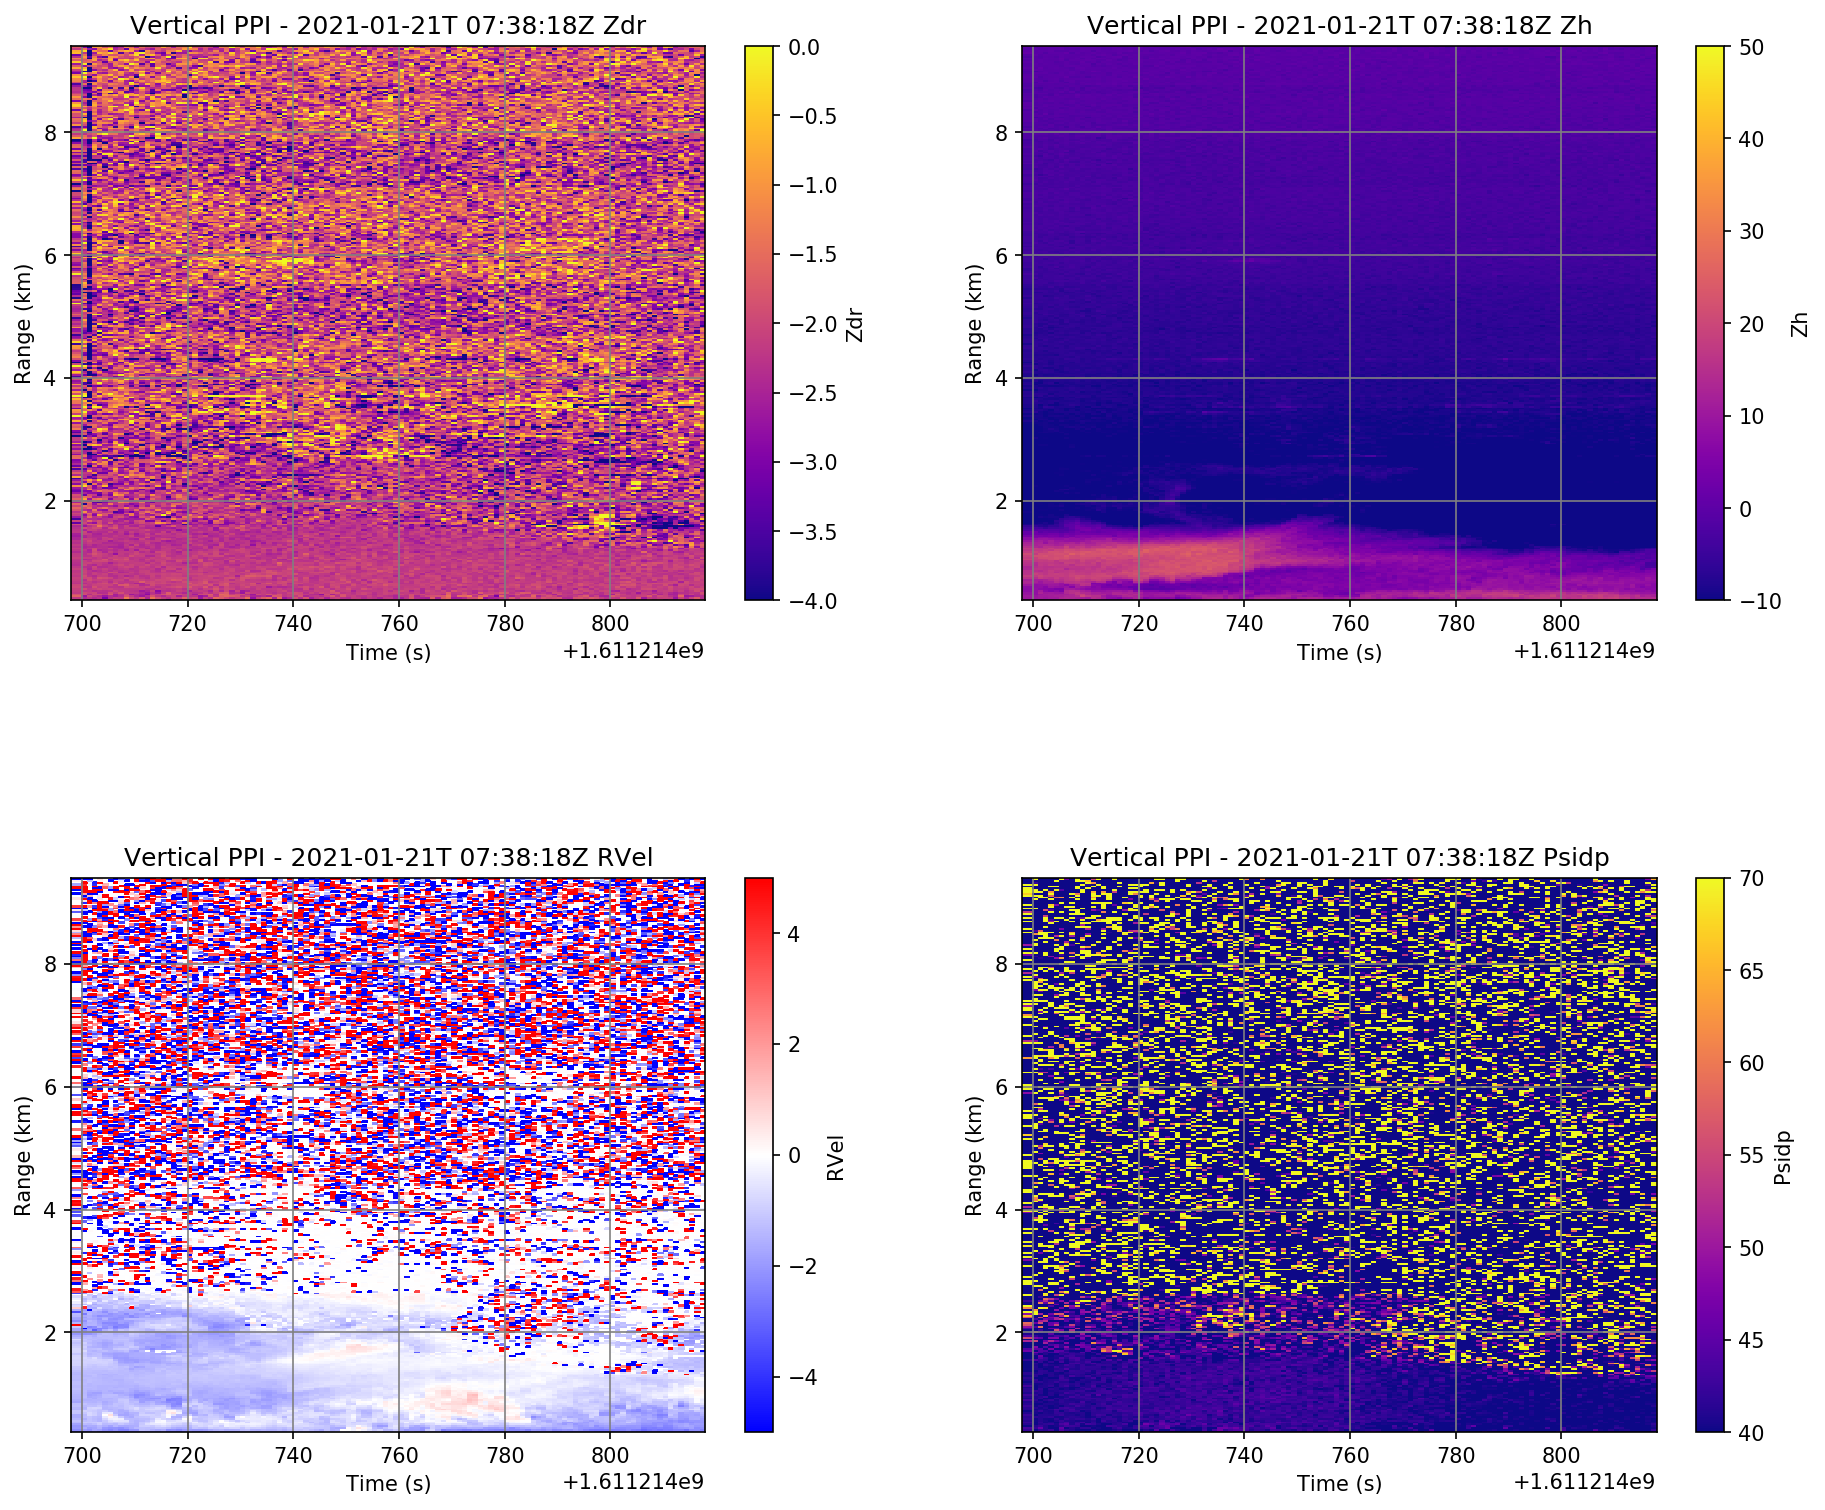 Vertical PPI - 2021-01-21T 07:38:18Z Zdr
8
6
4
2
Range (km)
700 720 740 760 780 800
Time (s)
+1.611214e9
0.0
−0.5
−1.0
−1.5
−2.0
−2.5
−3.0
−3.5
−4.0
Zdr
Vertical PPI - 2021-01-21T 07:38:18Z Zh
8
6
4
2
Range (km)
700 720 740 760 780 800
Time (s)
+1.611214e9
50
40
30
20
10
0
−10
Zh
Vertical PPI - 2021-01-21T 07:38:18Z RVel
8
6
4
2
Range (km)
700 720 740 760 780 800
Time (s)
+1.611214e9
4
2
0
−2
−4
RVel
Vertical PPI - 2021-01-21T 07:38:18Z Psidp
8
6
4
2
Range (km)
700 720 740 760 780 800
Time (s)
+1.611214e9
70
65
60
55
50
45
40
Psidp